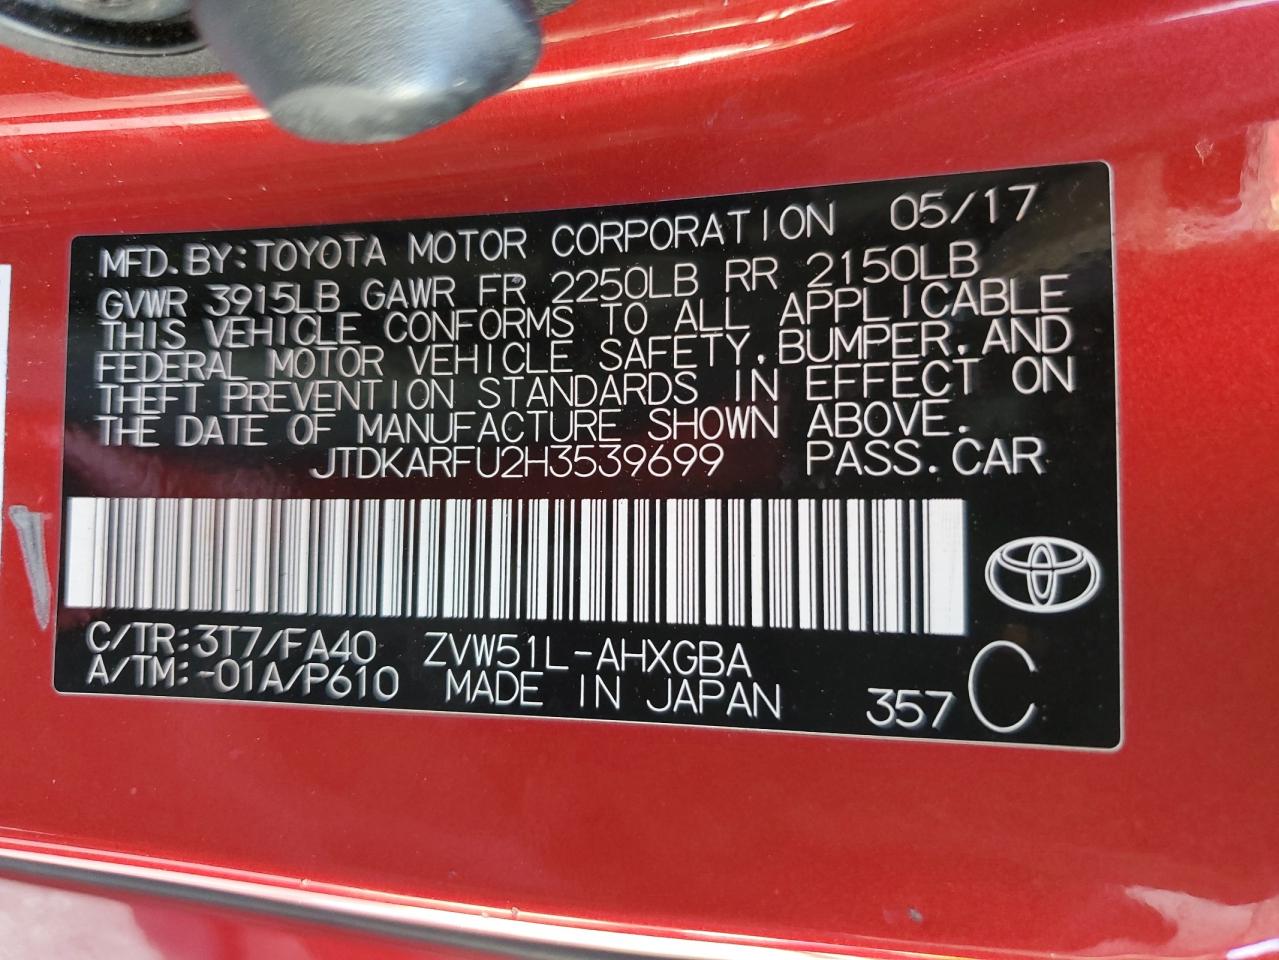 MFD.BY:TOYOTA MOTOR CORPORATION 05/17
GVWR 3915LB GAWR FR 2250LB RR 2150LB
THIS VEHICLE CONFORMS TO ALL APPLICABLE
FEDERAL MOTOR VEHICLE SAFETY,BUMPER,AND
THEFT PREVENTION STANDARDS IN EFFECT ON
THE DATE OF MANUFACTURE SHOWN ABOVE.
JTDKARFU2H3539699 PASS.CAR
C/TR:3T7/FA40 ZVW51L-AHXGBA
A/TM:-01A/P610 MADE IN JAPAN 357 C